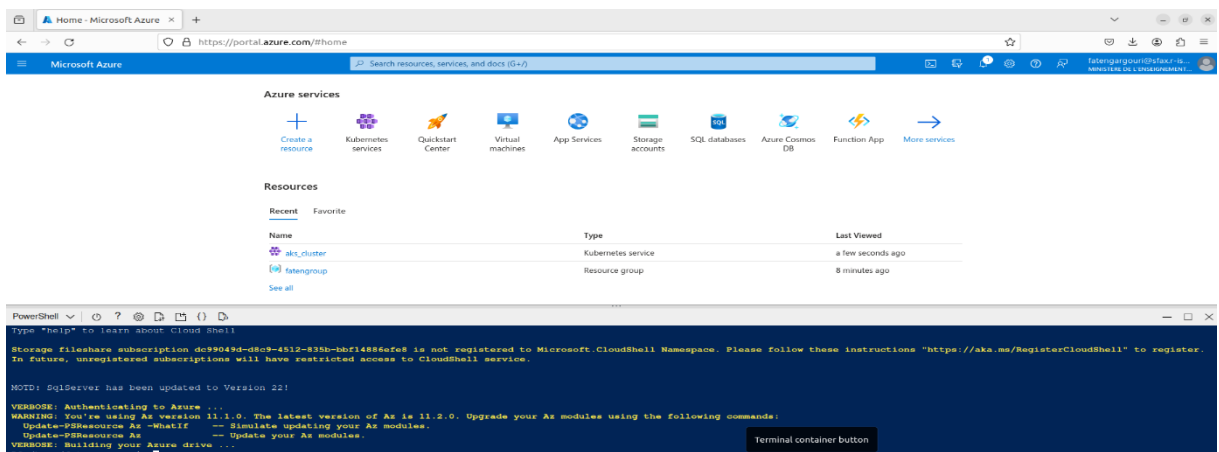 Home - Microsoft Azure
https://portal.azure.com/#home
Microsoft Azure
Search resources, services, and docs (G+/)
fatengargouri@sfax.r-is...
MINISTERE DE L'ENSEIGNEMENT...
Azure services
Create a resource
Kubernetes services
Quickstart Center
Virtual machines
App Services
Storage accounts
SQL databases
Azure Cosmos DB
Function App
More services
Resources
Recent Favorite
Name Type Last Viewed
aks_cluster Kubernetes service a few seconds ago
fatengroup Resource group 8 minutes ago
See all
PowerShell
Type "help" to learn about Cloud Shell
Storage fileshare subscription dc99049d-d8c9-4512-835b-bbf14886efe8 is not registered to Microsoft.CloudShell Namespace. Please follow these instructions "https://aka.ms/RegisterCloudShell" to register.
In future, unregistered subscriptions will have restricted access to CloudShell service.
MOTD: SqlServer has been updated to Version 22!
VERBOSE: Authenticating to Azure ...
WARNING: You're using Az version 11.1.0. The latest version of Az is 11.2.0. Upgrade your Az modules using the following commands:
Update-PSResource Az -WhatIf -- Simulate updating your Az modules.
Update-PSResource Az -- Update your Az modules.
VERBOSE: Building your Azure drive ...
Terminal container button